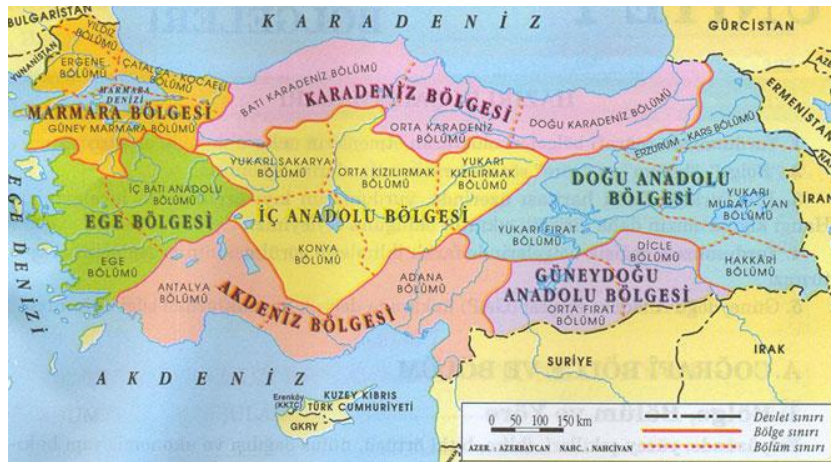 BULGARİSTAN
K A R A D E N İ Z
GÜRCİSTAN
YUNANİSTAN
YILDIZ
BÖLÜMÜ
ERGENE
BÖLÜMÜ
ÇATALCA - KOCAELİ
BÖLÜMÜ
MARMARA
DENİZİ
MARMARA BÖLGESİ
GÜNEY MARMARA BÖLÜMÜ
BATI KARADENİZ BÖLÜMÜ
KARADENİZ BÖLGESİ
ORTA KARADENİZ
BÖLÜMÜ
DOĞU KARADENİZ BÖLÜMÜ
AZER.
ERMENİSTAN
ERZURUM - KARS BÖLÜMÜ
DOĞU ANADOLU
BÖLGESİ
YUKARI
MURAT - VAN
BÖLÜMÜ
İRAN
YUKARI FIRAT
BÖLÜMÜ
HAKKÂRİ
BÖLÜMÜ
YUKARI SAKARYA
BÖLÜMÜ
ORTA KIZILIRMAK
BÖLÜMÜ
YUKARI
KIZILIRMAK
BÖLÜMÜ
İÇ ANADOLU BÖLGESİ
KONYA
BÖLÜMÜ
EGE DENİZİ
İÇ BATI ANADOLU
BÖLÜMÜ
EGE BÖLGESİ
EGE
BÖLÜMÜ
ANTALYA
BÖLÜMÜ
AKDENİZ BÖLGESİ
ADANA
BÖLÜMÜ
DİCLE
BÖLÜMÜ
GÜNEYDOĞU
ANADOLU BÖLGESİ
ORTA FIRAT
BÖLÜMÜ
SURİYE
IRAK
A K D E N İ Z
Erenköy
(KKTC)
KUZEY KIBRIS
TÜRK CUMHURİYETİ
GKRY
0 50 100 150 km
AZER. : AZERBAYCAN NAHÇ. : NAHCİVAN
Devlet sınırı
Bölge sınırı
Bölüm sınırı